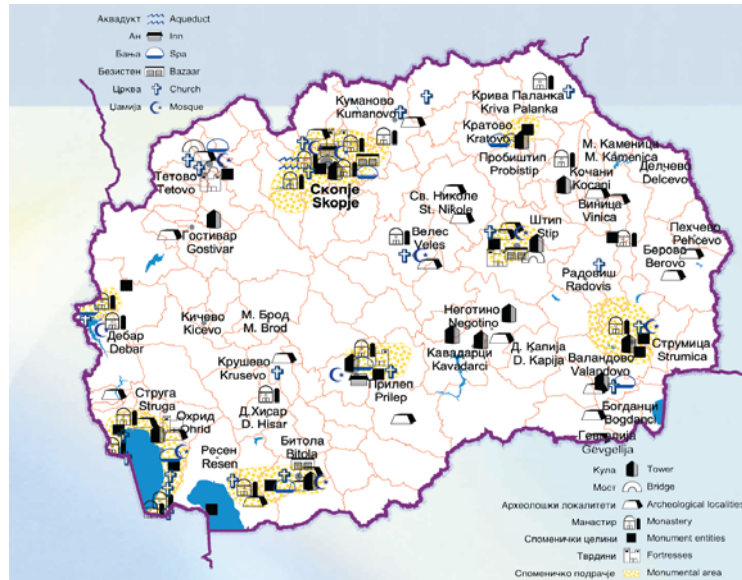 Аквадукт Aqueduct
Ан Inn
Бања Spa
Безистен Bazaar
Црква Church
Џамија Mosque
Куманово
Kumanovo
Крива Паланка
Kriva Palanka
Кратово
Kratovo
Пробиштип
Probistip
М. Каменица
M. Kamenica
Делчево
Delcevo
Кочани
Kocani
Виница
Vinica
Пехчево
Pehcevo
Берово
Berovo
Тетово
Tetovo
Скопје
Skopje
Св. Николе
St. Nikole
Велес
Veles
Штип
Stip
Гостивар
Gostivar
Радовиш
Radovis
Неготино
Negotino
Кичево
Kicevo
М. Брод
M. Brod
Дебар
Debar
Кавадарци
Kavadarci
Д. Капија
D. Kapija
Струмица
Strumica
Валандово
Valandovo
Крушево
Krusevo
Прилеп
Prilep
Струга
Struga
Охрид
Ohrid
Д.Хисар
D. Hisar
Богданци
Bogdanci
Ресен
Resen
Битола
Bitola
Гевгелија
Gevgelija
Кула Tower
Мост Bridge
Археолошки локалитети Archeological localities
Манастир Monastery
Споменички целини Monument entities
Тврдини Fortresses
Споменичко подрачје Monumental area